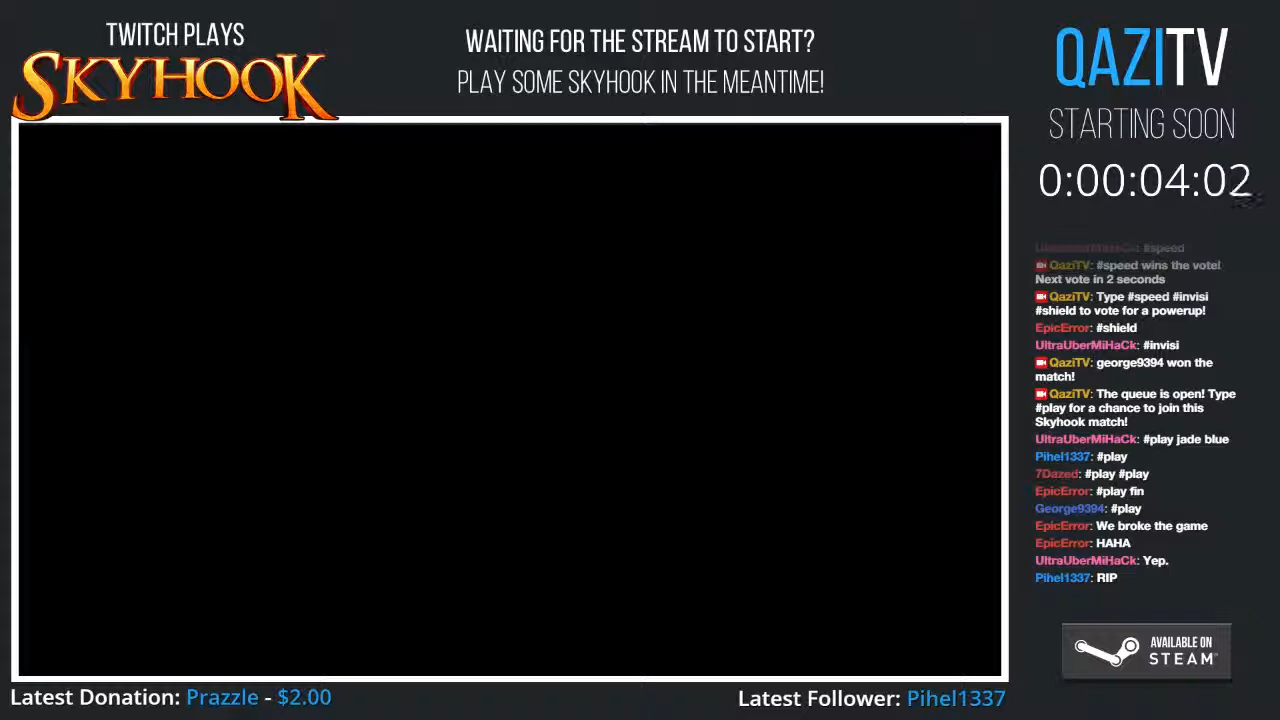 TWITCH PLAYS
SKYHOOK
WAITING FOR THE STREAM TO START?
PLAY SOME SKYHOOK IN THE MEANTIME!
QAZITV
STARTING SOON
0:00:04:02
#speed
QaziTV: #speed wins the vote!
Next vote in 2 seconds
QaziTV: Type #speed #invisi
#shield to vote for a powerup!
EpicError: #shield
UltraUberMiHaCk: #invisi
QaziTV: george9394 won the
match!
QaziTV: The queue is open! Type
#play for a chance to join this
Skyhook match!
UltraUberMiHaCk: #play jade blue
Pihel1337: #play
7Dazed: #play #play
EpicError: #play fin
George9394: #play
EpicError: We broke the game
EpicError: HAHA
UltraUberMiHaCk: Yep.
Pihel1337: RIP
AVAILABLE ON
STEAM™
Latest Donation: Prazzle - $2.00
Latest Follower: Pihel1337